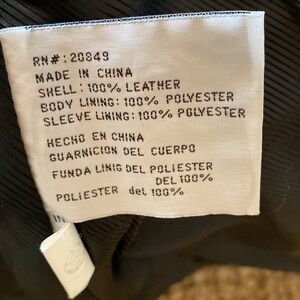 RN#:20849
MADE IN CHINA
SHELL: 100% LEATHER
BODY LINING: 100% POLYESTER
SLEEVE LINING: 100% POLYESTER
HECHO EN CHINA
GUARNICION DEL CUERPO
FUNDA LINIG DEL POLIESTER
DEL 100%
POLIESTER del 100%
IN